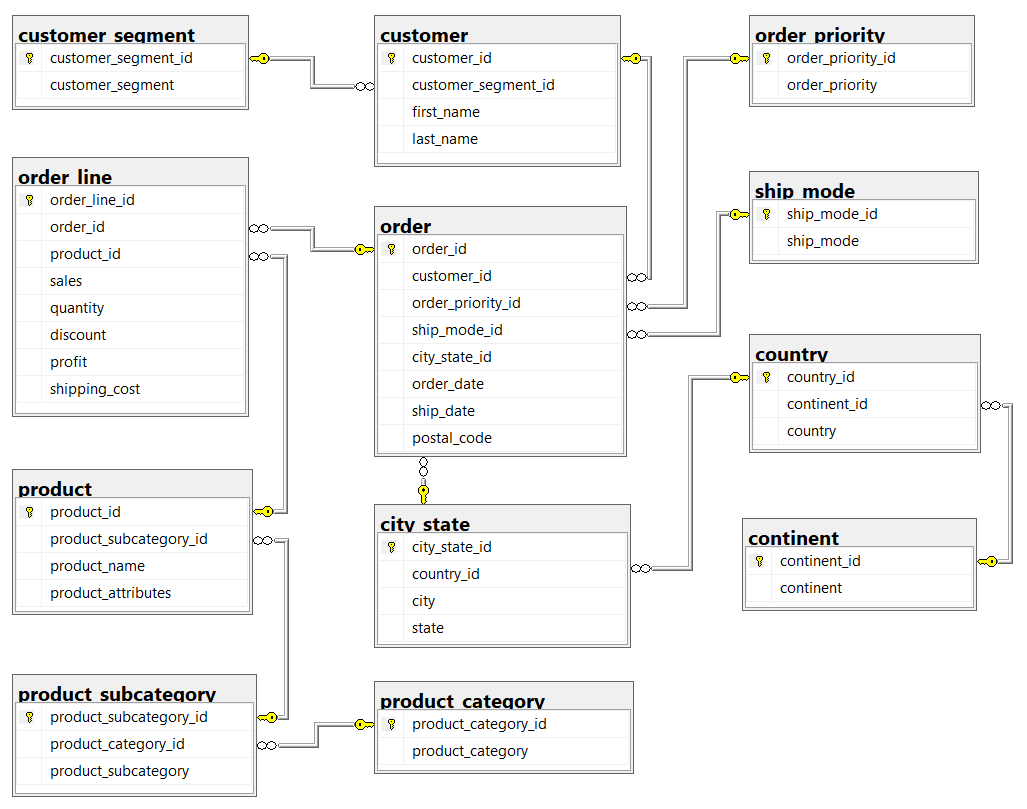 customer_segment
customer_segment_id
customer_segment
customer
customer_id
customer_segment_id
first_name
last_name
order_priority
order_priority_id
order_priority
order_line
order_line_id
order_id
product_id
sales
quantity
discount
profit
shipping_cost
order
order_id
customer_id
order_priority_id
ship_mode_id
city_state_id
order_date
ship_date
postal_code
ship_mode
ship_mode_id
ship_mode
country
country_id
continent_id
country
product
product_id
product_subcategory_id
product_name
product_attributes
city_state
city_state_id
country_id
city
state
continent
continent_id
continent
product_subcategory
product_subcategory_id
product_category_id
product_subcategory
product_category
product_category_id
product_category